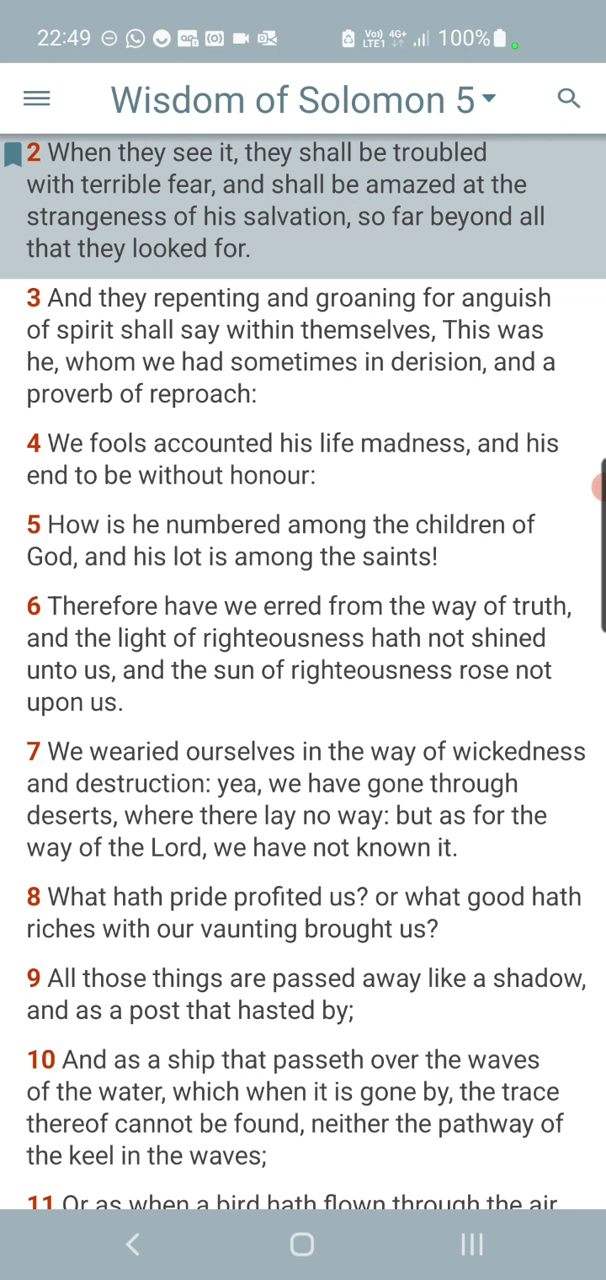 22:49
Vo) 4G+
LTE1
100%
Wisdom of Solomon 5
2 When they see it, they shall be troubled
with terrible fear, and shall be amazed at the
strangeness of his salvation, so far beyond all
that they looked for.
3 And they repenting and groaning for anguish
of spirit shall say within themselves, This was
he, whom we had sometimes in derision, and a
proverb of reproach:
4 We fools accounted his life madness, and his
end to be without honour:
5 How is he numbered among the children of
God, and his lot is among the saints!
6 Therefore have we erred from the way of truth,
and the light of righteousness hath not shined
unto us, and the sun of righteousness rose not
upon us.
7 We wearied ourselves in the way of wickedness
and destruction: yea, we have gone through
deserts, where there lay no way: but as for the
way of the Lord, we have not known it.
8 What hath pride profited us? or what good hath
riches with our vaunting brought us?
9 All those things are passed away like a shadow,
and as a post that hasted by;
10 And as a ship that passeth over the waves
of the water, which when it is gone by, the trace
thereof cannot be found, neither the pathway of
the keel in the waves;
11 Or as when a bird hath flown through the air